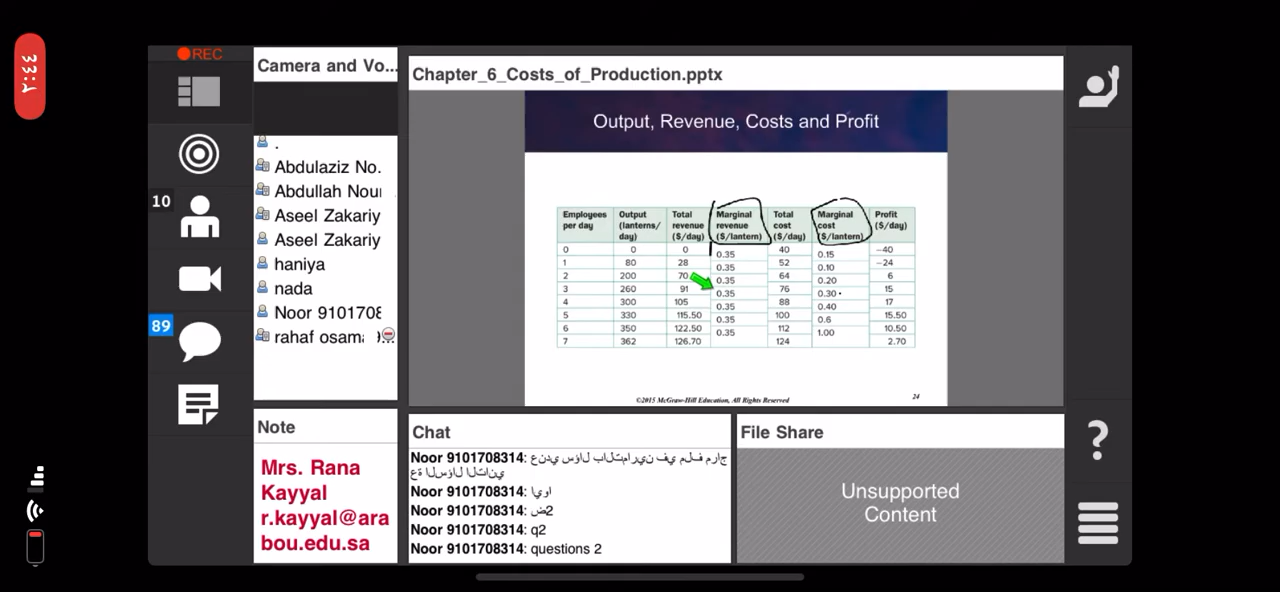 REC
Camera and Vo...
.
Abdulaziz No.
Abdullah Nou
Aseel Zakariy
Aseel Zakariy
haniya
nada
Noor 9101708
rahaf osam
10
89
Note
Mrs. Rana
Kayyal
r.kayyal@ara
bou.edu.sa
Chapter_6_Costs_of_Production.pptx
Output, Revenue, Costs and Profit
Employees per day | Output (lanterns/ day) | Total revenue ($/day) | Marginal revenue ($/lantern) | Total cost ($/day) | Marginal cost ($/lantern) | Profit ($/day)
0 0 0 40 −40
0.35 0.15
1 80 28 52 −24
0.35 0.10
2 200 70 64 6
0.35 0.20
3 260 91 76 15
0.35 0.30
4 300 105 88 17
0.35 0.40
5 330 115.50 100 15.50
0.35 0.6
6 350 122.50 112 10.50
0.35 1.00
7 362 126.70 124 2.70
©2015 McGraw-Hill Education, All Rights Reserved
24
Chat
Noor 9101708314: عندي سؤال بالتمارين في ملف مراج
عة السؤال التاني
Noor 9101708314: ايوا
Noor 9101708314: ض2
Noor 9101708314: q2
Noor 9101708314: questions 2
File Share
Unsupported
Content
?